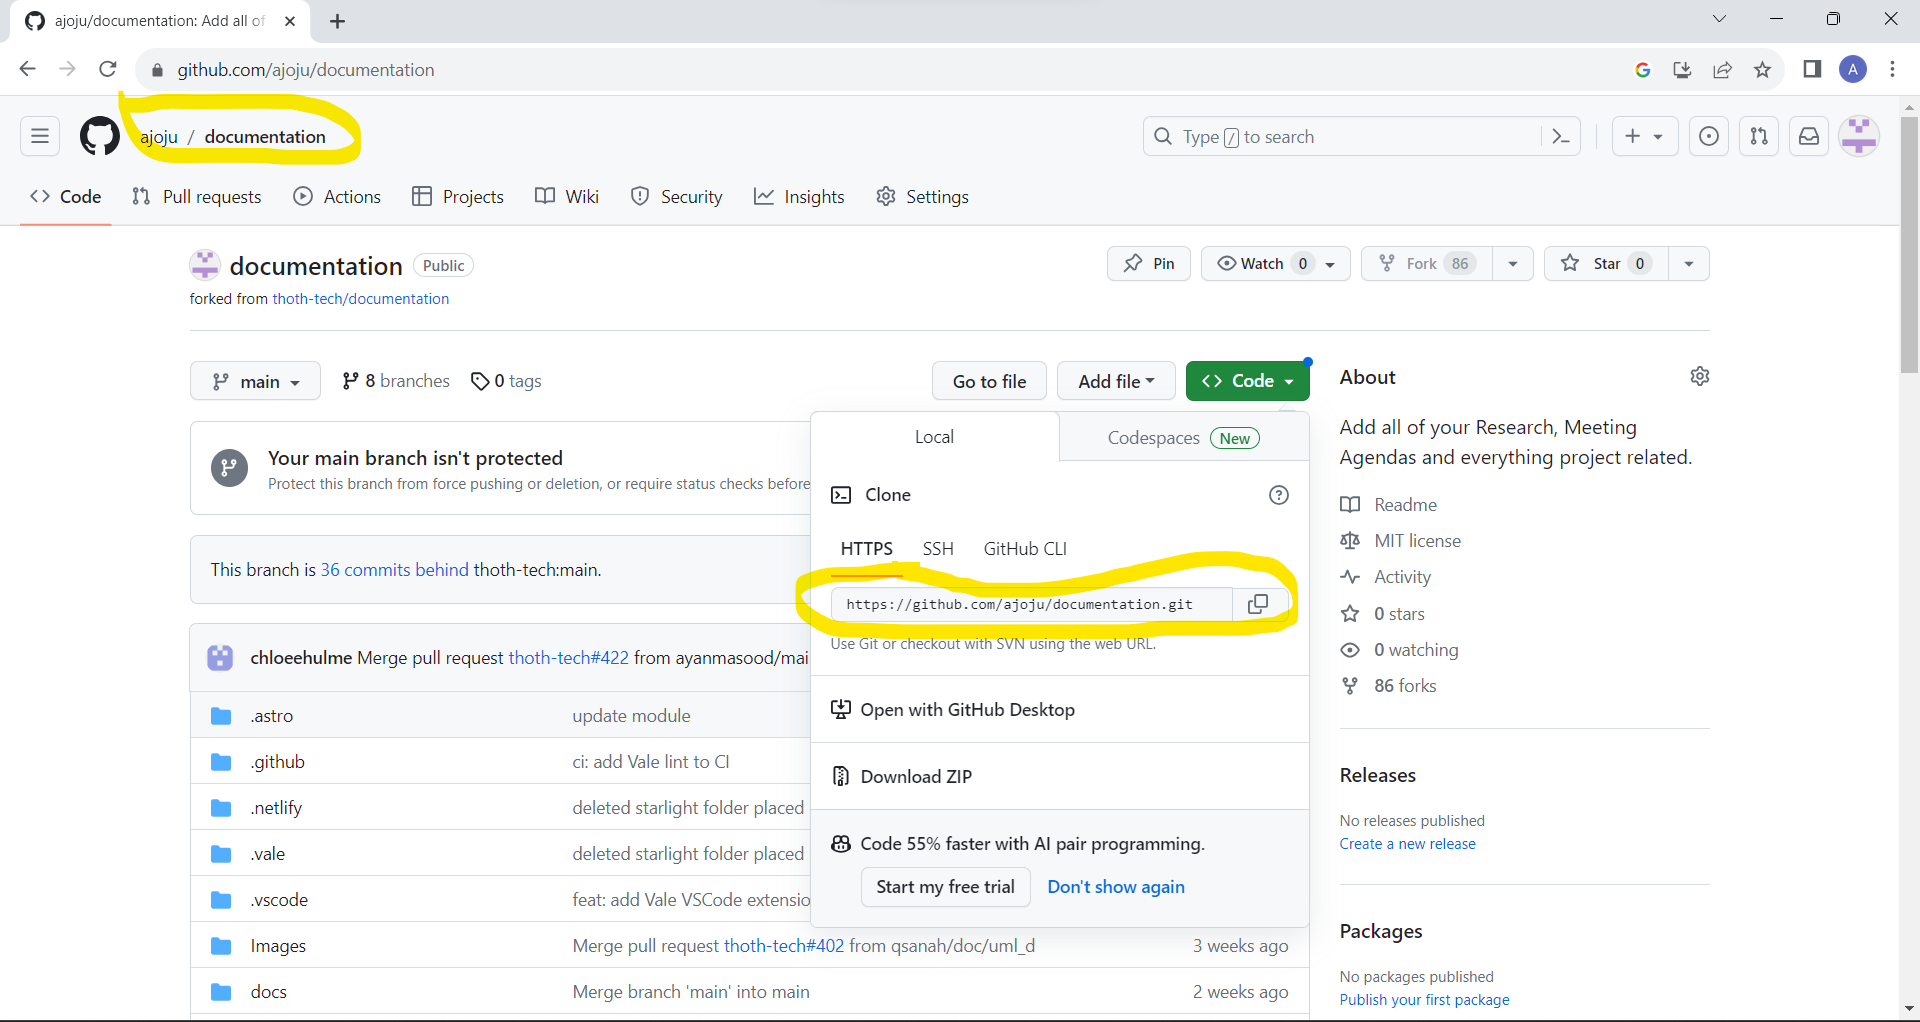 ajoju/documentation: Add all of
github.com/ajoju/documentation
A
ajoju / documentation
Type / to search
Code
Pull requests
Actions
Projects
Wiki
Security
Insights
Settings
documentation Public
forked from thoth-tech/documentation
Pin
Watch 0
Fork 86
Star 0
main
8 branches
0 tags
Go to file
Add file
Code
Local
Codespaces New
Clone
HTTPS SSH GitHub CLI
https://github.com/ajoju/documentation.git
Use Git or checkout with SVN using the web URL.
Open with GitHub Desktop
Download ZIP
Code 55% faster with AI pair programming.
Start my free trial Don't show again
Your main branch isn't protected
Protect this branch from force pushing or deletion, or require status checks before
This branch is 36 commits behind thoth-tech:main.
chloeehulme Merge pull request thoth-tech#422 from ayanmasood/mai
.astro update module
.github ci: add Vale lint to CI
.netlify deleted starlight folder placed
.vale deleted starlight folder placed
.vscode feat: add Vale VSCode extensio
Images Merge pull request thoth-tech#402 from qsanah/doc/uml_d 3 weeks ago
docs Merge branch 'main' into main 2 weeks ago
About
Add all of your Research, Meeting
Agendas and everything project related.
Readme
MIT license
Activity
0 stars
0 watching
86 forks
Releases
No releases published
Create a new release
Packages
No packages published
Publish your first package